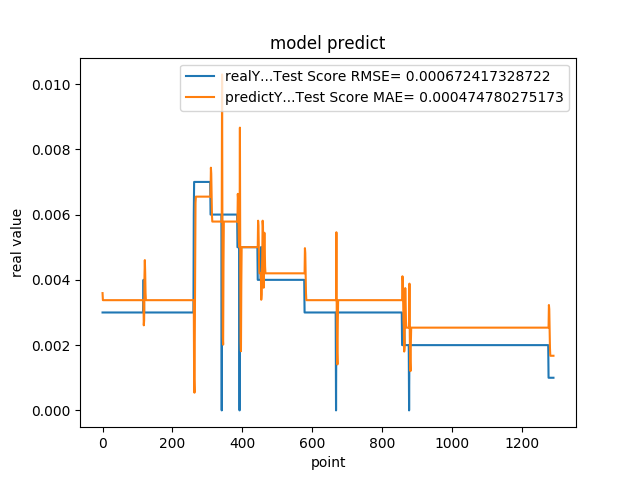 model predict
realY...Test Score RMSE= 0.000672417328722
predictY...Test Score MAE= 0.000474780275173
real value
0.010
0.008
0.006
0.004
0.002
0.000
0 200 400 600 800 1000 1200
point